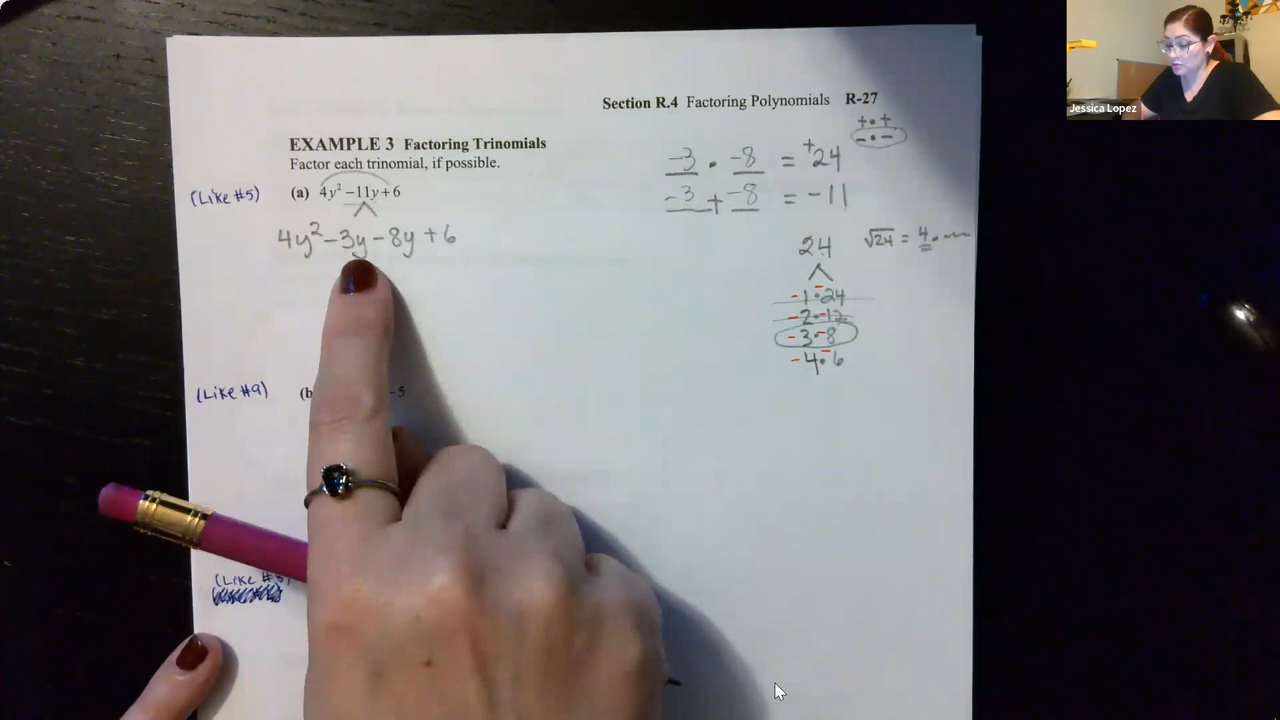 Jessica Lopez
Section R.4 Factoring Polynomials R-27
+•+
-•-
EXAMPLE 3 Factoring Trinomials
Factor each trinomial, if possible.
-3 • -8 = +24
-3 + -8 = -11
(Like #5) (a) 4y² −11y+6
4y² -3y -8y +6
24
√24 = 4.
-1•-24
-2•-12
-3•-8
-4•-6
(Like #9) (b -5
(Like #